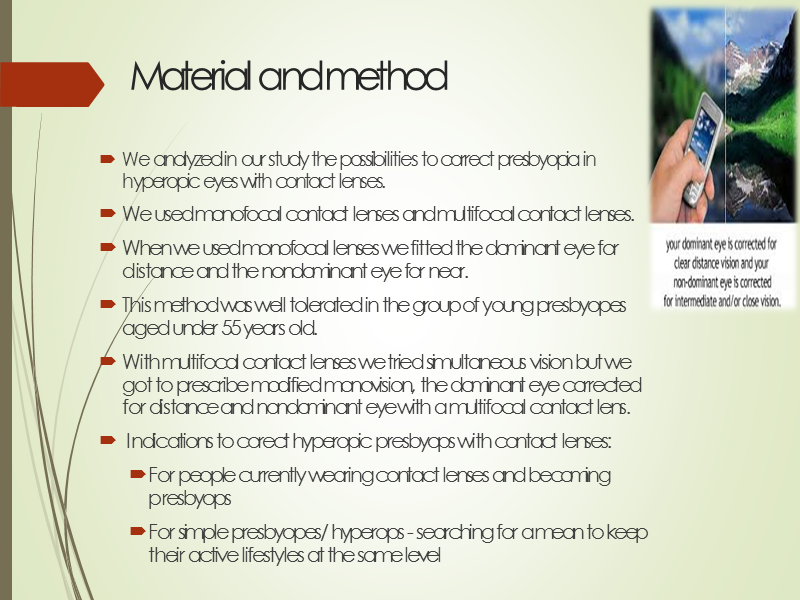 Material and method
We analyzed in our study the possibilities to correct presbyopia in
hyperopic eyes with contact lenses.
We used monofocal contact lenses and multifocal contact lenses.
When we used monofocal lenses we fitted the dominant eye for
distance and the nondominant eye for near.
This method was well tolerated in the group of young presbyopes
aged under 55 years old.
With multifocal contact lenses we tried simultaneous vision but we
got to prescribe modified monovision, the dominant eye corrected
for distance and nondominant eye with a multifocal contact lens.
Indications to corect hyperopic presbyops with contact lenses:
For people currently wearing contact lenses and becoming
presbyops
For simple presbyopes/ hyperops - searching for a mean to keep
their active lifestyles at the same level
your dominant eye is corrected for
clear distance vision and your
non-dominant eye is corrected
for intermediate and/or close vision.